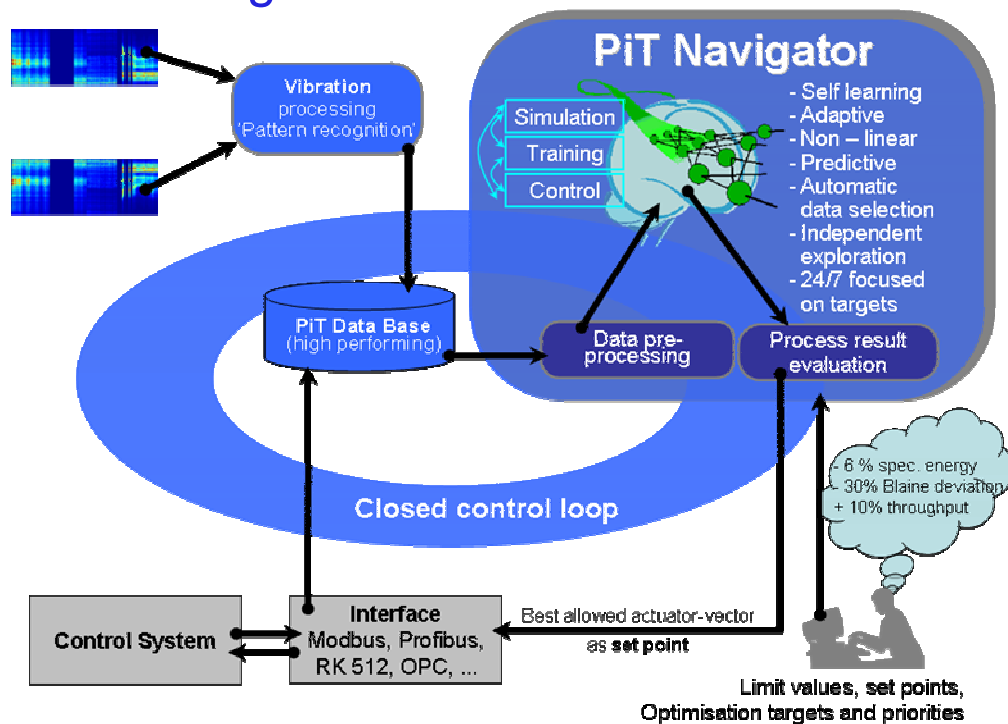 PiT Navigator
Vibration
processing
'Pattern recognition'
Simulation
Training
Control
- Self learning
- Adaptive
- Non – linear
- Predictive
- Automatic
data selection
- Independent
exploration
- 24/7 focused
on targets
PiT Data Base
(high performing)
Data pre-
processing
Process result
evaluation
Closed control loop
- 6 % spec. energy
- 30% Blaine deviation
+ 10% throughput
Control System
Interface
Modbus, Profibus,
RK 512, OPC, ...
Best allowed actuator-vector
as set point
Limit values, set points,
Optimisation targets and priorities